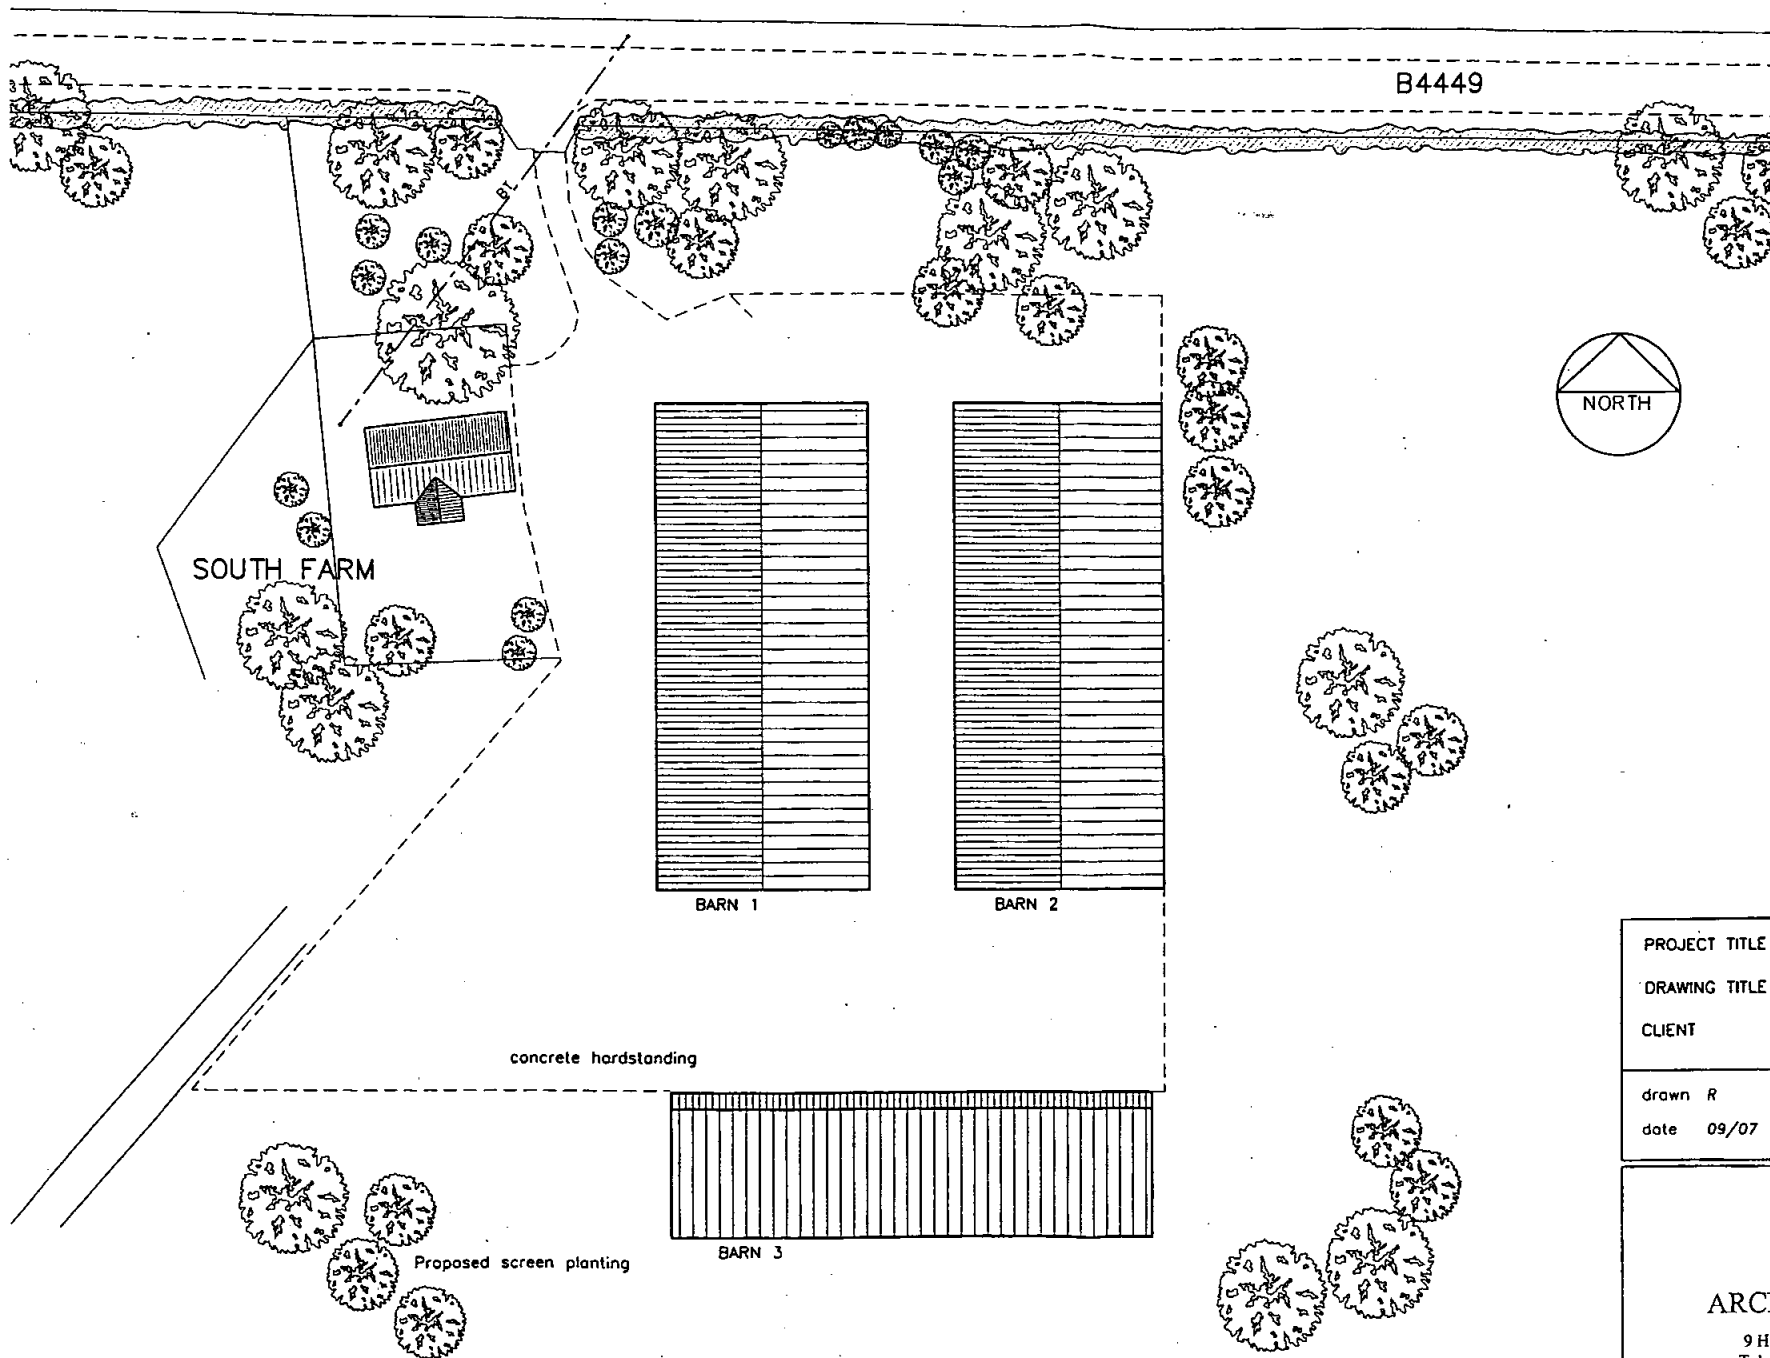 B4449
BL
NORTH
SOUTH FARM
BARN 1
BARN 2
PROJECT TITLE
DRAWING TITLE
CLIENT
concrete hardstanding
drawn R
date 09/07
BARN 3
Proposed screen planting
9 H